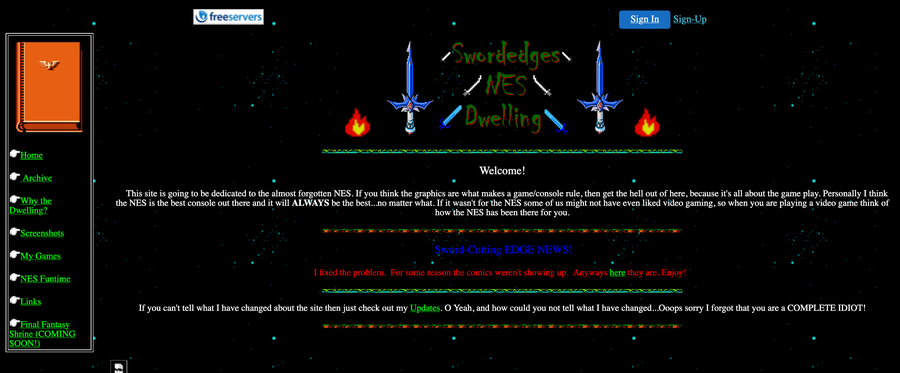 freeservers
Sign In Sign-Up
Swordedges
NES
Dwelling
Home
Archive
Why the
Dwelling?
Screenshots
My Games
NES Funtime
Links
Final Fantasy
Shrine (COMING
SOON!)
Welcome!
This site is going to be dedicated to the almost forgotten NES. If you think the graphics are what makes a game/console rule, then get the hell out of here, because it's all about the game play. Personally I think
the NES is the best console out there and it will ALWAYS be the best...no matter what. If it wasn't for the NES some of us might not have even liked video gaming, so when you are playing a video game think of
how the NES has been there for you.
Sword-Cutting EDGE NEWS!
I fixed the problem. For some reason the comics weren't showing up. Anyways here they are. Enjoy!
If you can't tell what I have changed about the site then just check out my Updates. O Yeah, and how could you not tell what I have changed...Ooops sorry I forgot that you are a COMPLETE IDIOT!